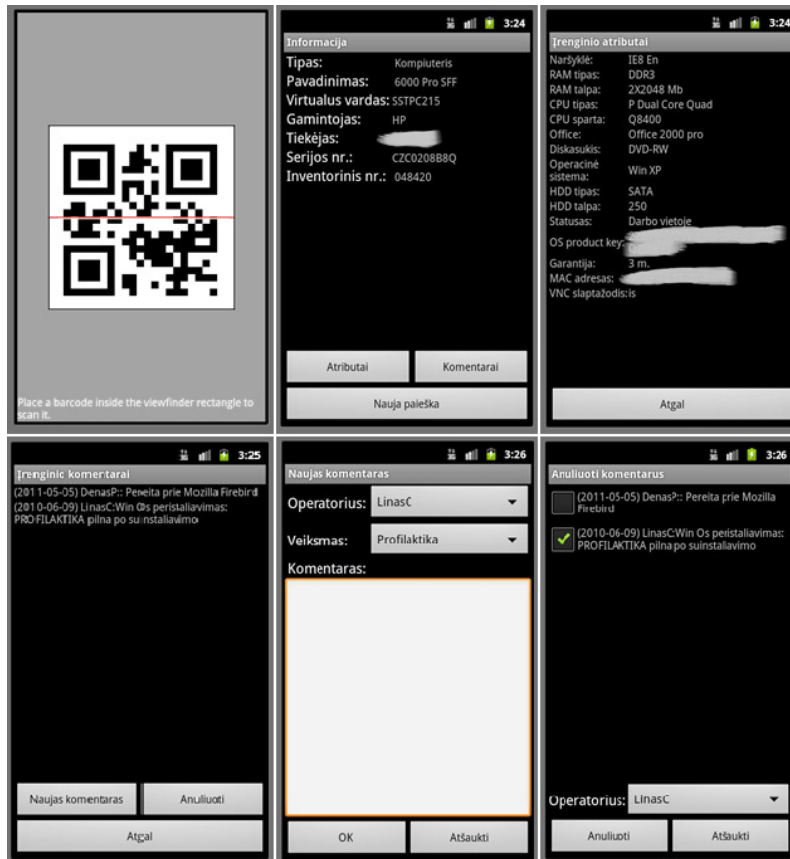 Place a barcode inside the viewfinder rectangle to
scan it.
3G
3:24
Informacija
Tipas: Kompiuteris
Pavadinimas: 6000 Pro SFF
Virtualus vardas: SSTPC215
Gamintojas: HP
Tiekėjas:
Serijos nr.: CZC0208B8Q
Inventorinis nr.: 048420
Atributai Komentarai
Nauja paieška
3G
3:24
Įrenginio atributai
Naršyklė: IE8 En
RAM tipas: DDR3
RAM talpa: 2X2048 Mb
CPU tipas: P Dual Core Quad
CPU sparta: Q8400
Office: Office 2000 pro
Diskasukis: DVD-RW
Operacinė
sistema: Win XP
HDD tipas: SATA
HDD talpa: 250
Statusas: Darbo vietoje
OS product key:
Garantija: 3 m.
MAC adresas:
VNC slaptažodis: is
Atgal
3G
3:25
Įrenginio komentarai
(2011-05-05) DenasP:: Pereita prie Mozilla Firebird
(2010-06-09) LinasC:Win Os peristaliavimas:
PROFILAKTIKA pilna po suinstaliavimo
Naujas komentaras Anuliuoti
Atgal
3G
3:26
Naujas komentaras
Operatorius: LinasC
Veiksmas: Profilaktika
Komentaras:
OK Atšaukti
3G
3:26
Anuliuoti komentarus
(2011-05-05) DenasP:: Pereita prie Mozilla
Firebird
(2010-06-09) LinasC:Win Os peristaliavimas:
PROFILAKTIKA pilna po suinstaliavimo
Operatorius: LinasC
Anuliuoti Atšaukti